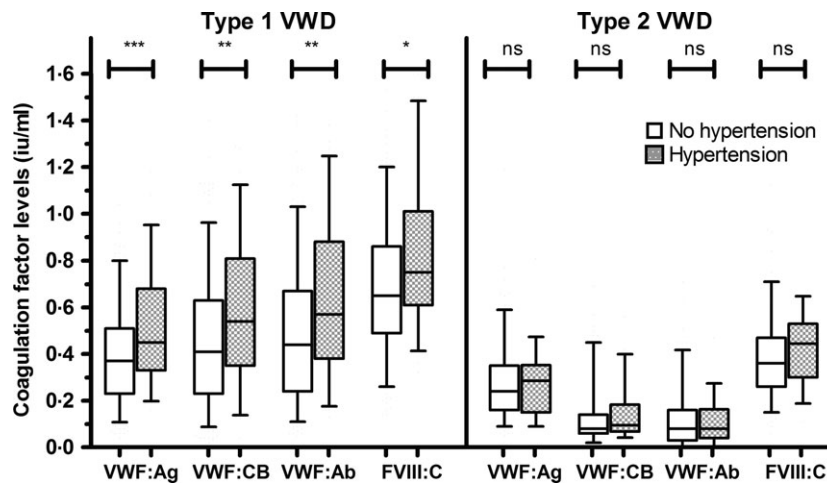 Type 1 VWD
Type 2 VWD
*** ** ** *
ns ns ns ns
Coagulation factor levels (iu/ml)
1·6
1·4
1·2
1·0
0·8
0·6
0·4
0·2
0·0
No hypertension
Hypertension
VWF:Ag VWF:CB VWF:Ab FVIII:C
VWF:Ag VWF:CB VWF:Ab FVIII:C